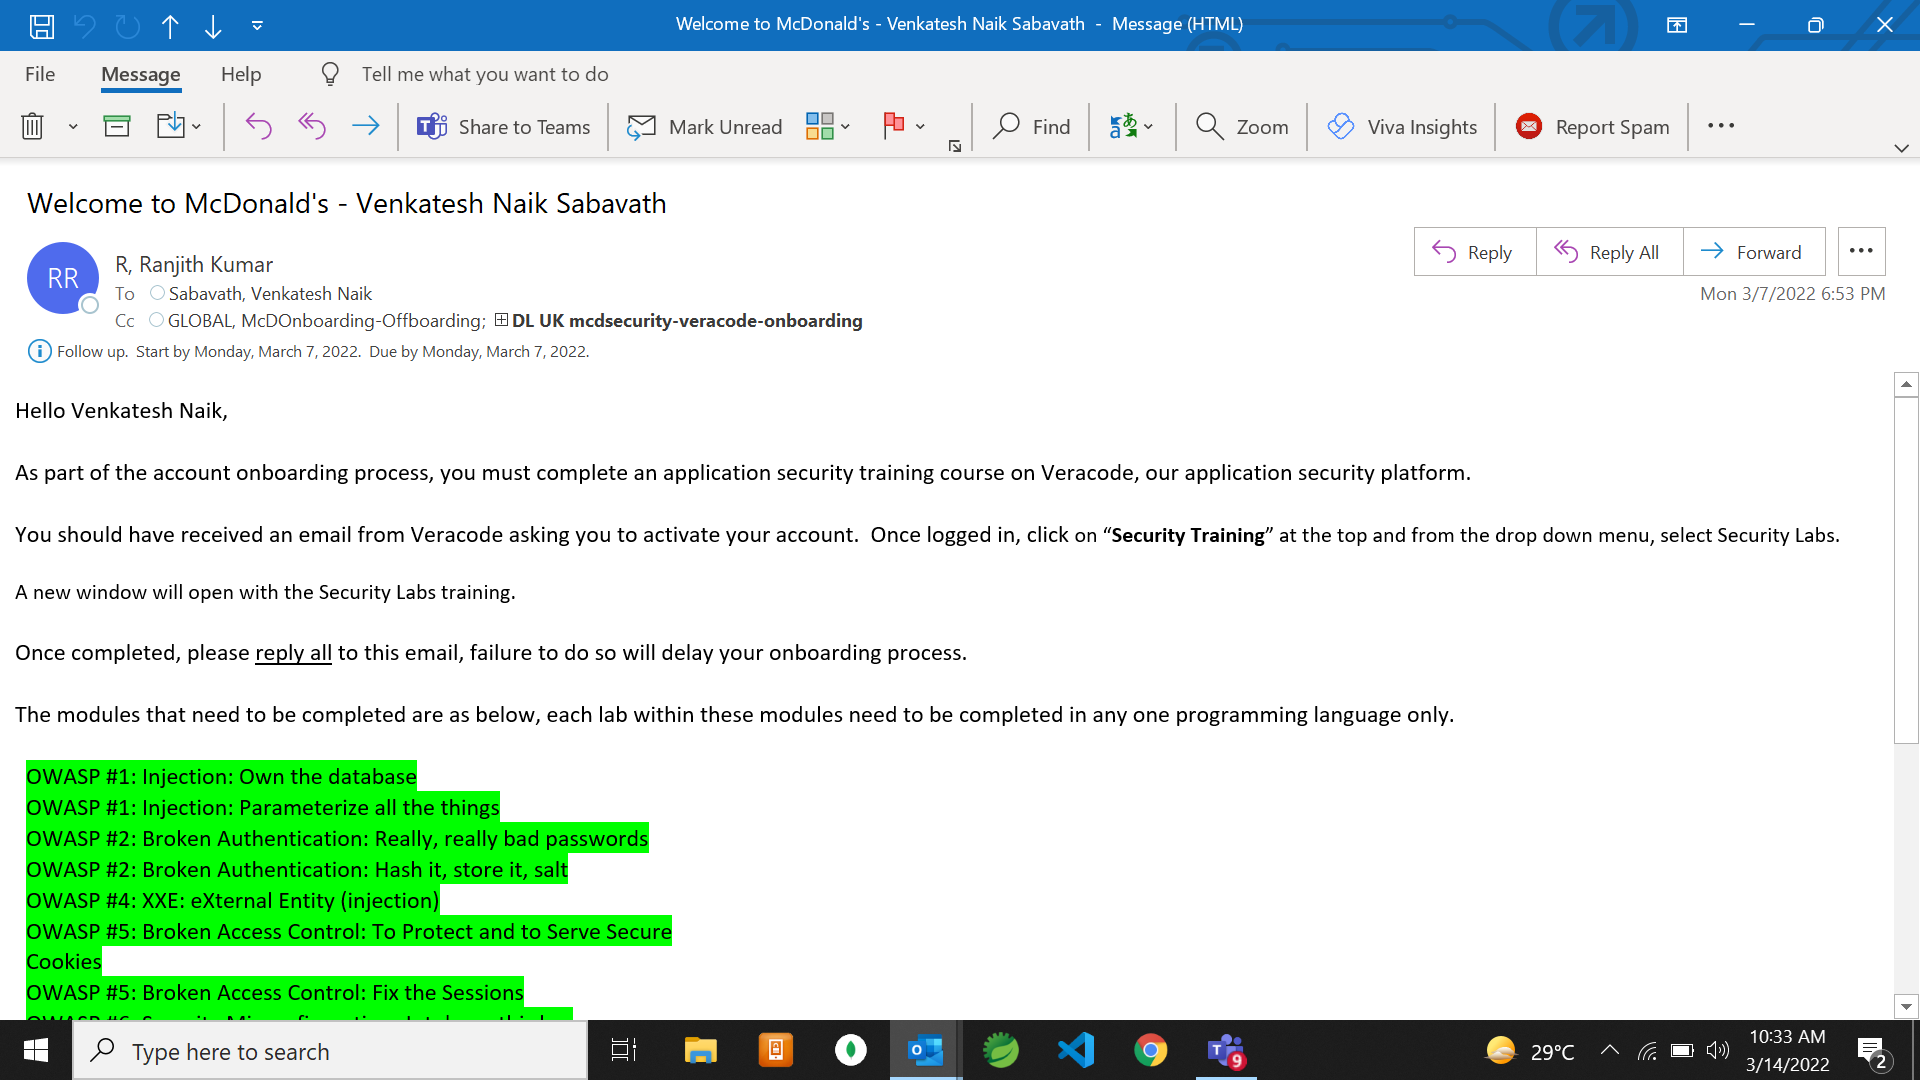 Welcome to McDonald's - Venkatesh Naik Sabavath - Message (HTML)
File Message Help Tell me what you want to do
Share to Teams Mark Unread Find Zoom Viva Insights Report Spam
Welcome to McDonald's - Venkatesh Naik Sabavath
RR
R, Ranjith Kumar
Reply Reply All Forward
To Sabavath, Venkatesh Naik
Mon 3/7/2022 6:53 PM
Cc GLOBAL, McDOnboarding-Offboarding; DL UK mcdsecurity-veracode-onboarding
Follow up. Start by Monday, March 7, 2022. Due by Monday, March 7, 2022.
Hello Venkatesh Naik,
As part of the account onboarding process, you must complete an application security training course on Veracode, our application security platform.
You should have received an email from Veracode asking you to activate your account. Once logged in, click on “Security Training” at the top and from the drop down menu, select Security Labs.
A new window will open with the Security Labs training.
Once completed, please reply all to this email, failure to do so will delay your onboarding process.
The modules that need to be completed are as below, each lab within these modules need to be completed in any one programming language only.
OWASP #1: Injection: Own the database
OWASP #1: Injection: Parameterize all the things
OWASP #2: Broken Authentication: Really, really bad passwords
OWASP #2: Broken Authentication: Hash it, store it, salt
OWASP #4: XXE: eXternal Entity (injection)
OWASP #5: Broken Access Control: To Protect and to Serve Secure
Cookies
OWASP #5: Broken Access Control: Fix the Sessions
Type here to search
9
29°C
10:33 AM
3/14/2022
2